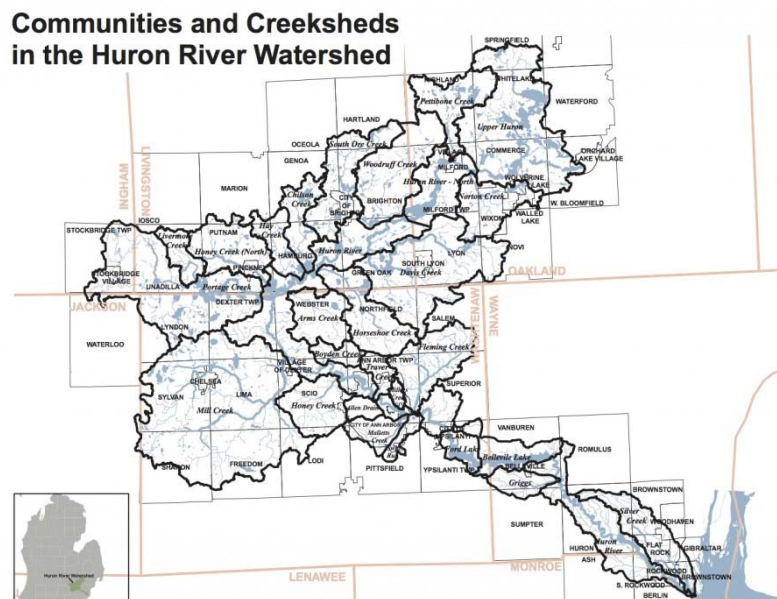 Communities and Creeksheds
in the Huron River Watershed
SPRINGFIELD
HIGHLAND
WHITELAKE
Pettibone Creek
WATERFORD
HARTLAND
Upper Huron
OCEOLA
South Ore Creek
COMMERCE
ORCHARD
LAKE VILLAGE
GENOA
Woodruff Creek
MILFORD
INGHAM
LIVINGSTON
MARION
Chilson
Creek
Huron River - North
WOLVERINE
LAKE
CITY
OF
BRIGHTON
BRIGHTON
Norton Creek
W. BLOOMFIELD
MILFORD TWP
WIXOM
WALLED
LAKE
IOSCO
STOCKBRIDGE TWP
Livermore
Creek
PUTNAM
Hay
Creek
Honey Creek (North)
HAMBURG
Huron River
LYON
NOVI
SOUTH LYON
Davis Creek
PINCKNEY
STOCKBRIDGE
VILLAGE
GREEN OAK
OAKLAND
UNADILLA
Portage Creek
DEXTER TWP
JACKSON
WEBSTER
NORTHFIELD
Arms Creek
SALEM
WASHTENAW
WAYNE
LYNDON
Horseshoe Creek
WATERLOO
Fleming Creek
Boyden Creek
ANN ARBOR TWP
VILLAGE
OF DEXTER
Traver
Creek
CHELSEA
SYLVAN
LIMA
SCIO
SUPERIOR
Mill Creek
Honey Creek
Allen Drain
CITY OF ANN ARBOR
Malletts
Creek
VANBUREN
YPSILANTI
Ford Lake
Belleville Lake
ROMULUS
SHARON
FREEDOM
LODI
PITTSFIELD
YPSILANTI TWP
BELLEVILLE
Griggs
BROWNSTOWN
SUMPTER
Silver
Creek
WOODHAVEN
HURON
Huron
River
FLAT
ROCK
GIBRALTAR
ASH
MONROE
ROCKWOOD
BROWNSTOWN
LENAWEE
S. ROCKWOOD
BERLIN
Huron River Watershed